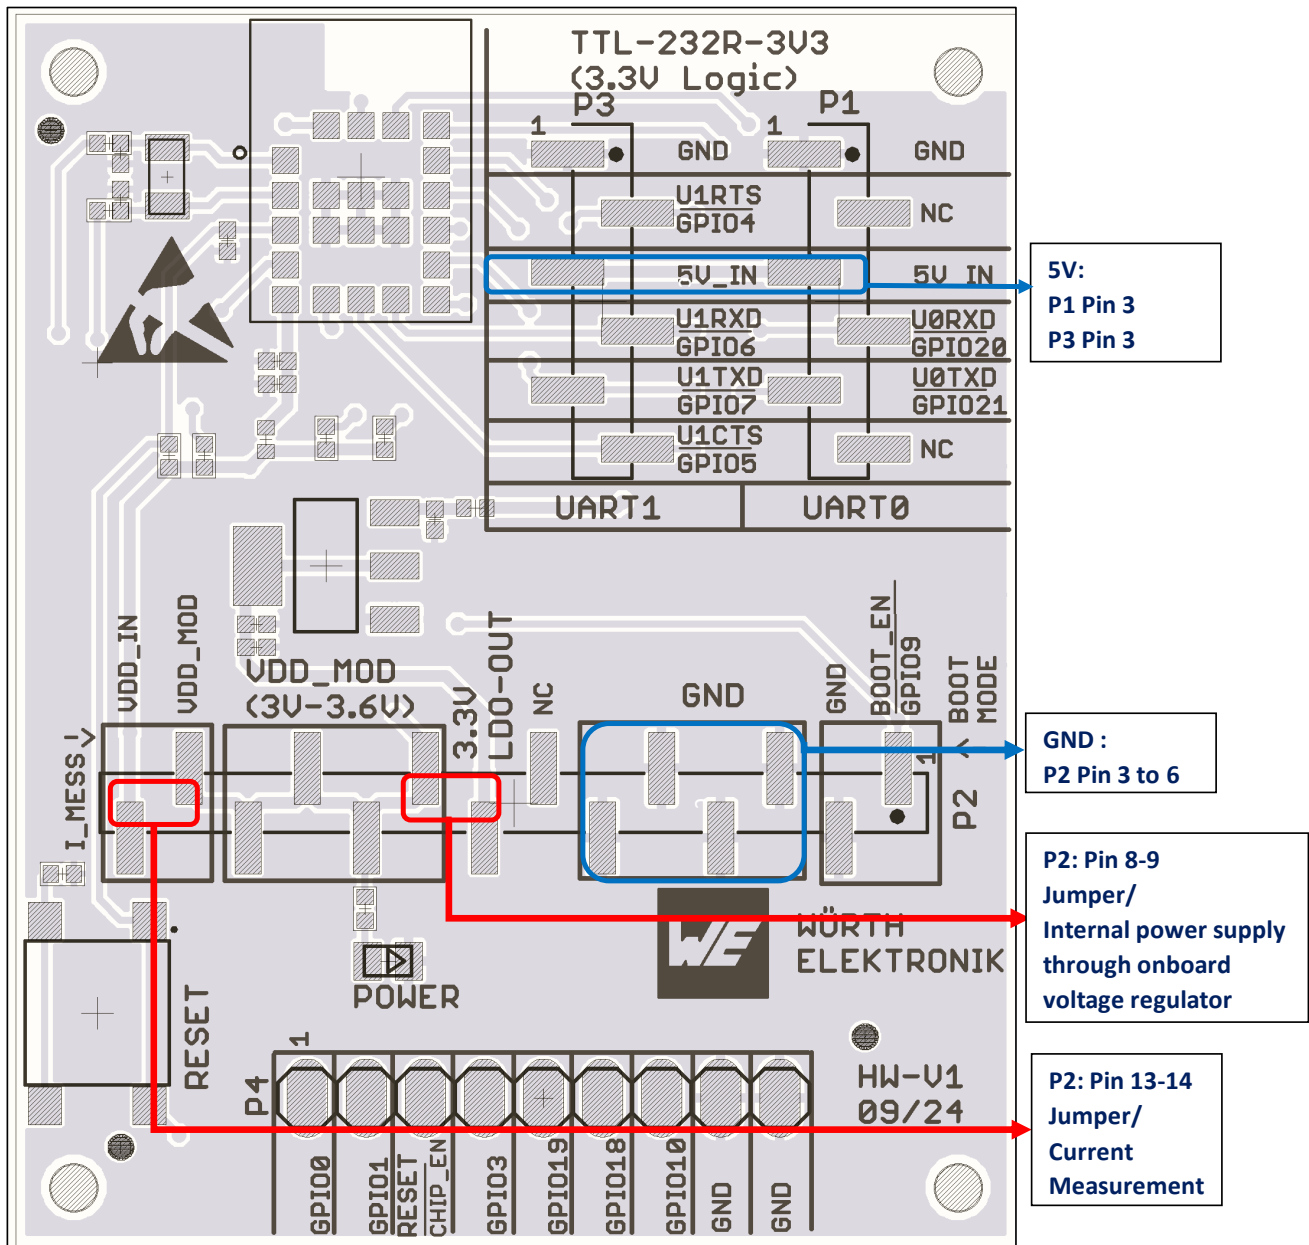 TTL-232R-3V3
(3.3V Logic)
P3
P1
1
1
GND
GND
U1RTS
GPIO4
NC
5V_IN
5V IN
U1RXD
GPIO6
U0RXD
GPIO20
U1TXD
GPIO7
U0TXD
GPIO21
U1CTS
GPIO5
NC
UART1
UART0
5V:
P1 Pin 3
P3 Pin 3
VDD_IN
VDD_MOD
VDD_MOD
(3V-3.6V)
3.3V
LDO-OUT
NC
GND
GND
BOOT_EN
GPIO9
< BOOT
MODE
I_MESS
1
P2
GND :
P2 Pin 3 to 6
P2: Pin 8-9
Jumper/
Internal power supply
through onboard
voltage regulator
WE
WÜRTH
ELEKTRONIK
POWER
RESET
P4
1
HW-V1
09/24
GPIO0
GPIO1
RESET
CHIP_EN
GPIO3
GPIO19
GPIO18
GPIO10
GND
GND
P2: Pin 13-14
Jumper/
Current
Measurement